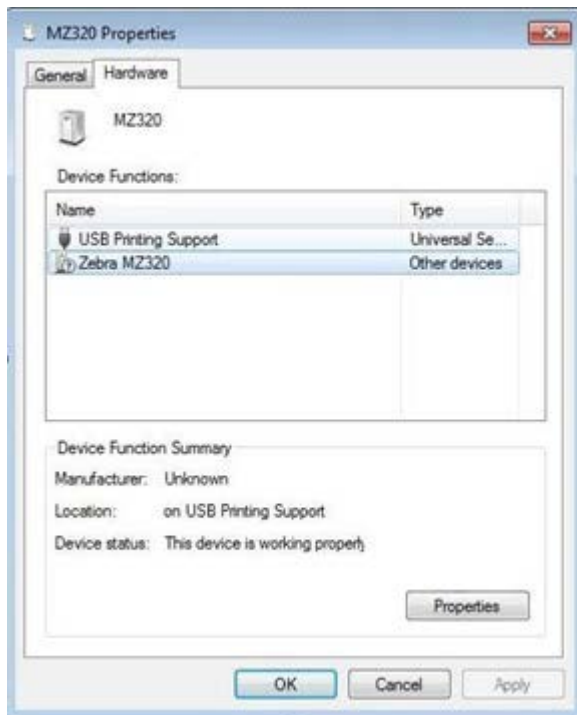 MZ320 Properties
General Hardware
MZ320
Device Functions:
Name Type
USB Printing Support Universal Se...
Zebra MZ320 Other devices
Device Function Summary
Manufacturer: Unknown
Location: on USB Printing Support
Device status: This device is working properly
Properties
OK Cancel Apply